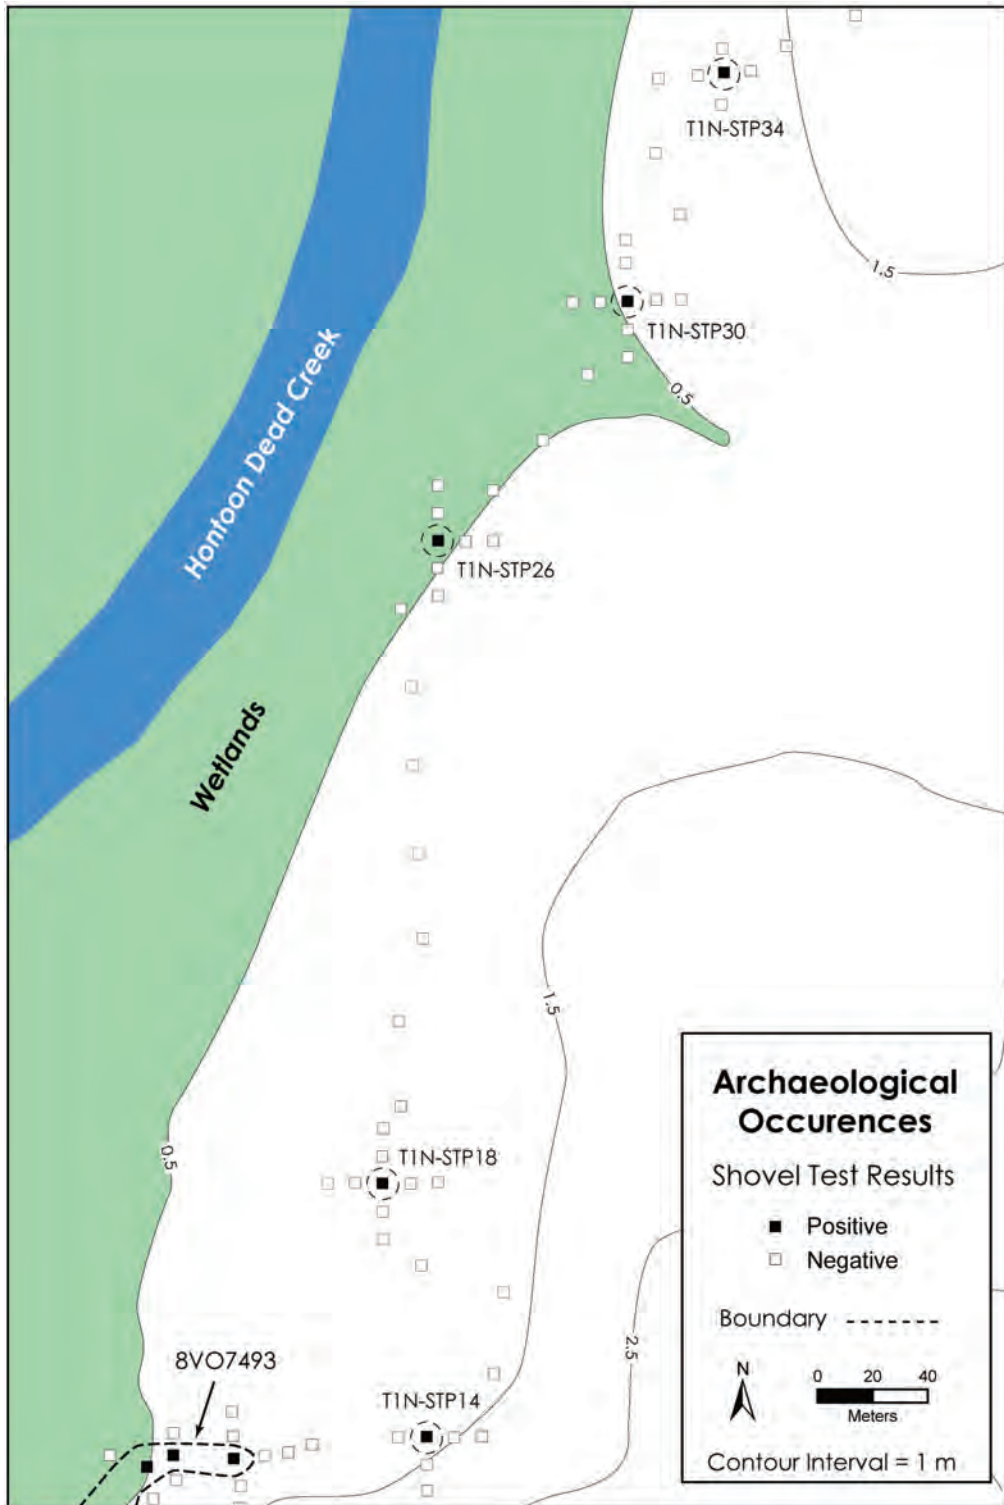 T1N-STP34
1.5
T1N-STP30
0.5
Hontoon Dead Creek
T1N-STP26
Wetlands
1.5
0.5
T1N-STP18
2.5
8VO7493
T1N-STP14
Archaeological
Occurences
Shovel Test Results
Positive
Negative
Boundary
N
0 20 40
Meters
Contour Interval = 1 m